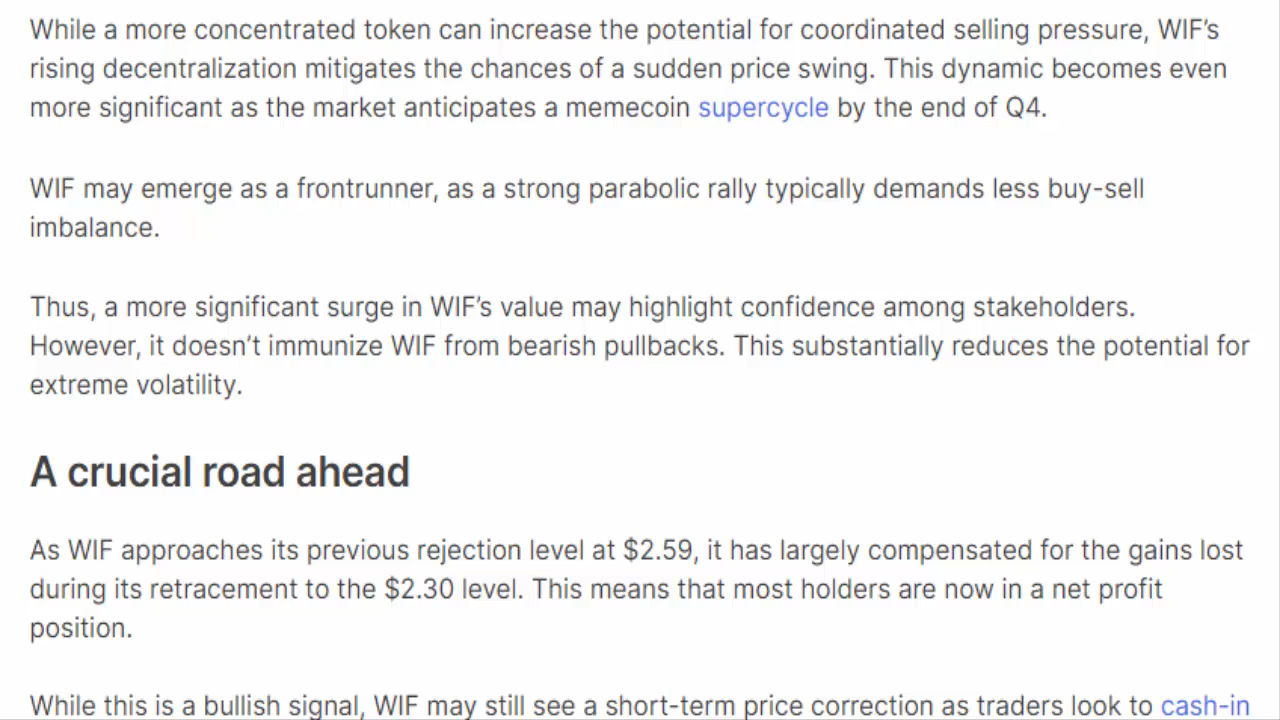 While a more concentrated token can increase the potential for coordinated selling pressure, WIF’s
rising decentralization mitigates the chances of a sudden price swing. This dynamic becomes even
more significant as the market anticipates a memecoin supercycle by the end of Q4.
WIF may emerge as a frontrunner, as a strong parabolic rally typically demands less buy-sell
imbalance.
Thus, a more significant surge in WIF’s value may highlight confidence among stakeholders.
However, it doesn’t immunize WIF from bearish pullbacks. This substantially reduces the potential for
extreme volatility.
A crucial road ahead
As WIF approaches its previous rejection level at $2.59, it has largely compensated for the gains lost
during its retracement to the $2.30 level. This means that most holders are now in a net profit
position.
While this is a bullish signal, WIF may still see a short-term price correction as traders look to cash-in